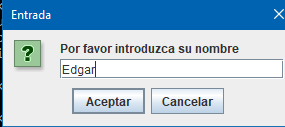 Entrada
Por favor introduzca su nombre
?
Edgar
Aceptar Cancelar